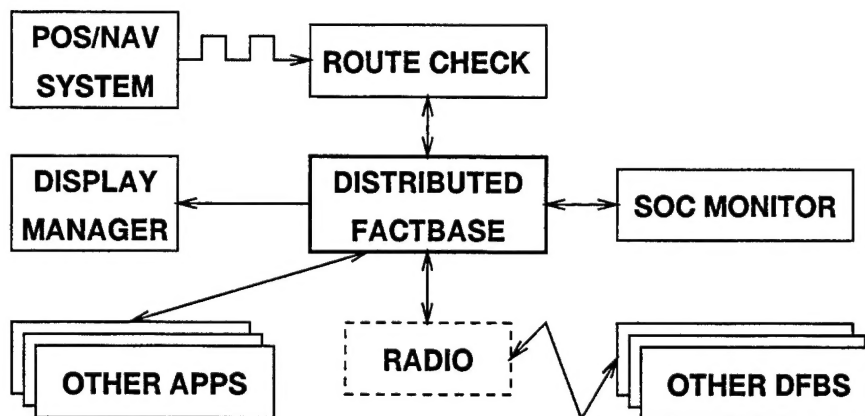 POS/NAV
SYSTEM
ROUTE CHECK
DISPLAY
MANAGER
DISTRIBUTED
FACTBASE
SOC MONITOR
OTHER APPS
RADIO
OTHER DFBS